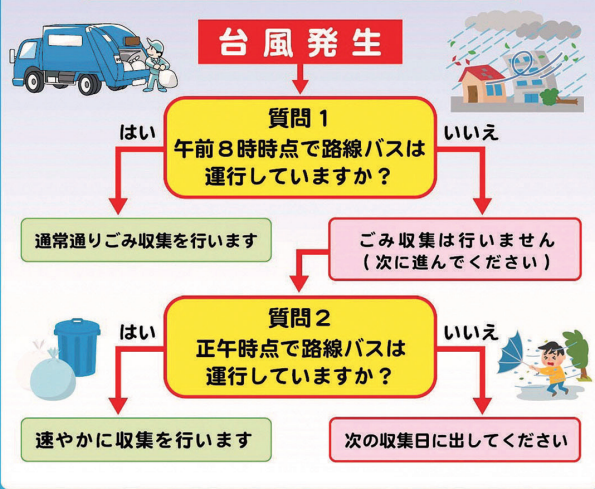 台風発生
質問1
午前8時時点で路線バスは
運行していますか？
はい
いいえ
通常通りごみ収集を行います
ごみ収集は行いません
(次に進んでください)
質問2
正午時点で路線バスは
運行していますか？
はい
いいえ
速やかに収集を行います
次の収集日に出してください